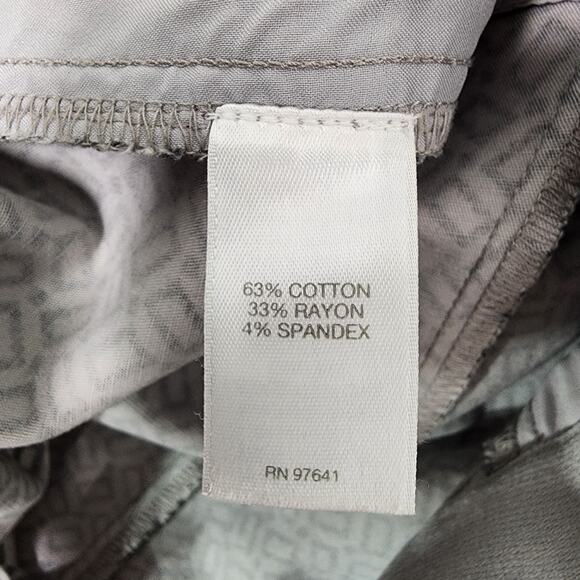 63% COTTON
33% RAYON
4% SPANDEX
RN 97641